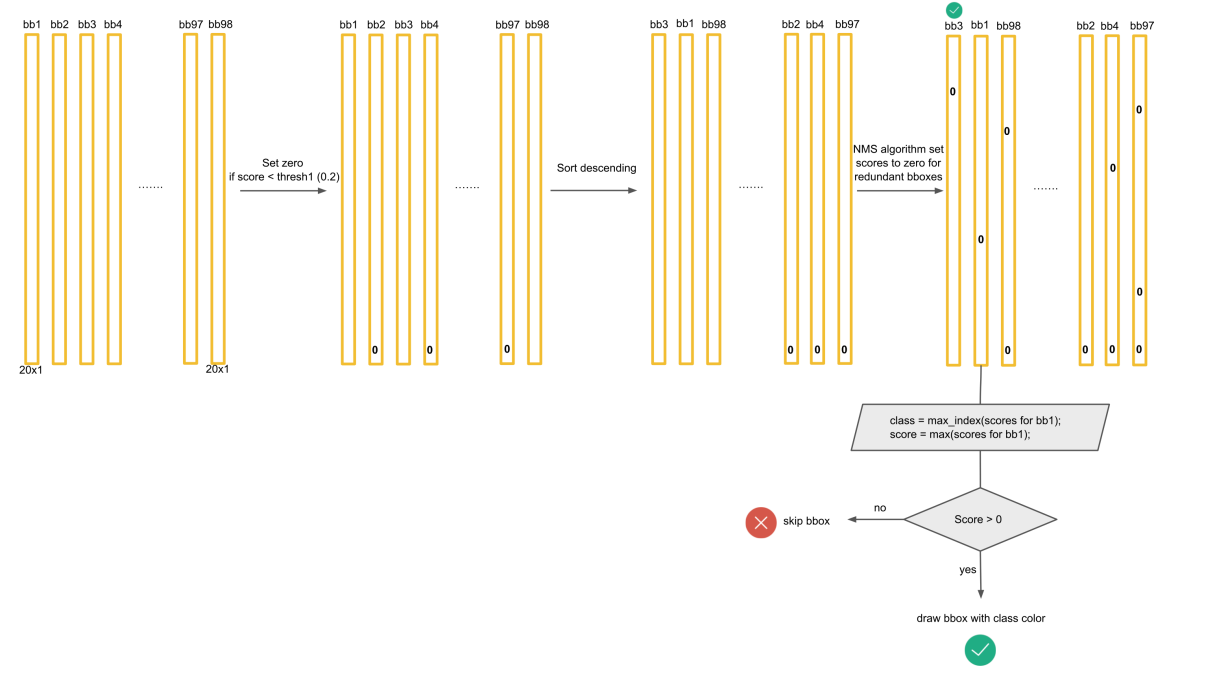 bb1 bb2 bb3 bb4 bb97 bb98
bb1 bb2 bb3 bb4 bb97 bb98
bb3 bb1 bb98 bb2 bb4 bb97
bb3 bb1 bb98 bb2 bb4 bb97
.......
Set zero
if score < thresh1 (0.2)
.......
Sort descending
.......
NMS algorithm set
scores to zero for
redundant bboxes
.......
0 0 0
0 0 0
0
0
0
0
0
0
0 0 0 0
20x1 20x1
class = max_index(scores for bb1);
score = max(scores for bb1);
Score > 0
no
skip bbox
yes
draw bbox with class color